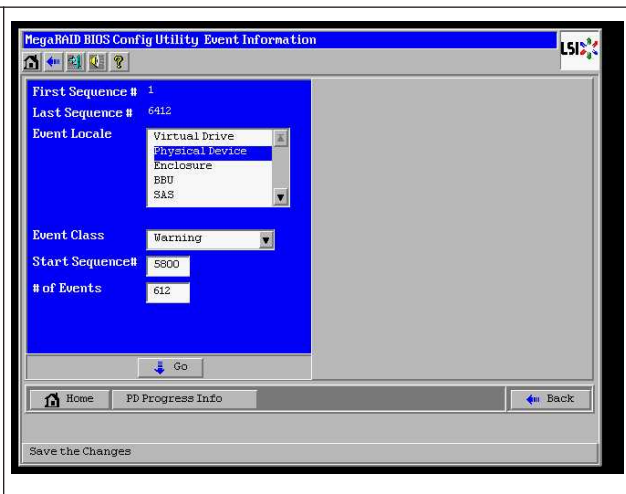 MegaRAID BIOS Config Utility Event Information
LSI
First Sequence # 1
Last Sequence # 6412
Event Locale
Virtual Drive
Physical Device
Enclosure
BBU
SAS
Event Class Warning
Start Sequence# 5800
# of Events 612
Go
Home PD Progress Info Back
Save the Changes